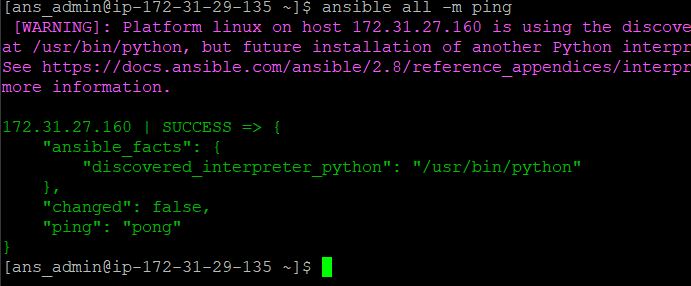 [ans_admin@ip-172-31-29-135 ~]$ ansible all -m ping
[WARNING]: Platform linux on host 172.31.27.160 is using the discove
at /usr/bin/python, but future installation of another Python interpr
See https://docs.ansible.com/ansible/2.8/reference_appendices/interpr
more information.
172.31.27.160 | SUCCESS => {
"ansible_facts": {
"discovered_interpreter_python": "/usr/bin/python"
},
"changed": false,
"ping": "pong"
}
[ans_admin@ip-172-31-29-135 ~]$